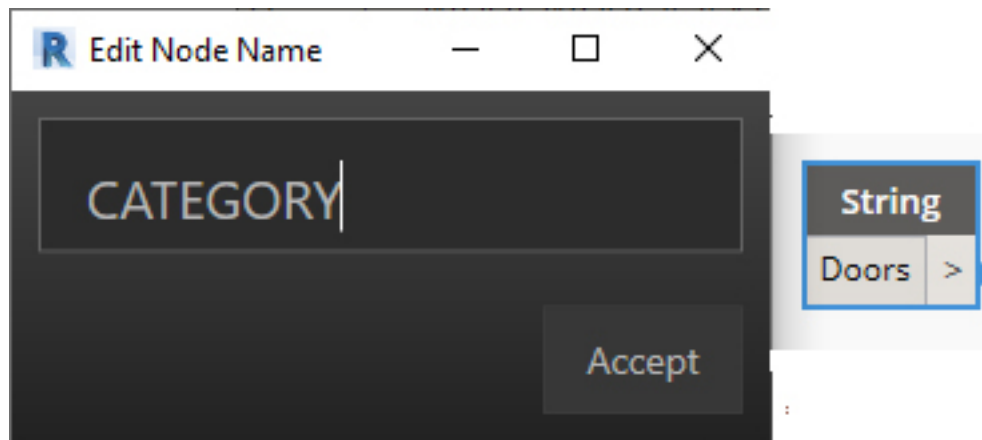 Edit Node Name
CATEGORY
Accept
String
Doors >